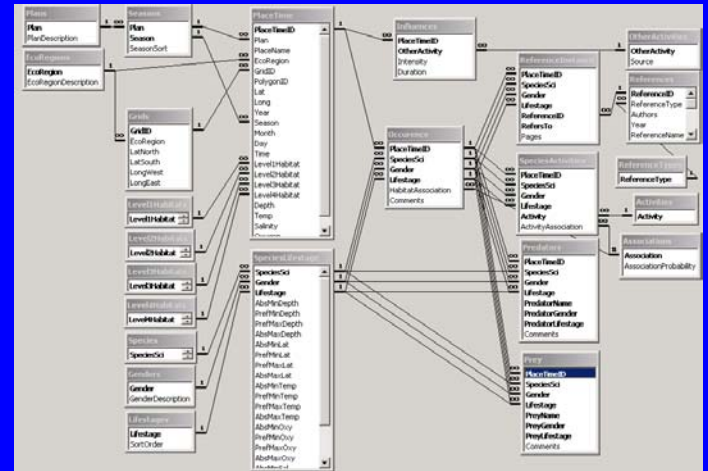 Plans
Plan
PlanDescription
Seasons
Plan
Season
SeasonSort
EcoRegions
EcoRegion
EcoRegionDescription
Grids
GridID
EcoRegion
LatNorth
LatSouth
LongWest
LongEast
Level1Habitats
Level1Habitat
Level2Habitats
Level2Habitat
Level3Habitats
Level3Habitat
Level4Habitats
Level4Habitat
Species
SpeciesSci
Genders
Gender
GenderDescription
Lifestages
Lifestage
SortOrder
PlaceTime
PlaceTimeID
Plan
PlaceName
EcoRegion
GridID
PolygonID
Lat
Long
Year
Season
Month
Day
Time
Level1Habitat
Level2Habitat
Level3Habitat
Level4Habitat
Depth
Temp
Salinity
SpeciesLifestage
SpeciesSci
Gender
Lifestage
AbsMinDepth
PrefMinDepth
PrefMaxDepth
AbsMaxDepth
AbsMinLat
PrefMinLat
PrefMaxLat
AbsMaxLat
AbsMinTemp
PrefMinTemp
PrefMaxTemp
AbsMaxTemp
AbsMinOxy
PrefMinOxy
PrefMaxOxy
AbsMaxOxy
Influences
PlaceTimeID
OtherActivity
Intensity
Duration
Occurence
PlaceTimeID
SpeciesSci
Gender
Lifestage
HabitatAssociation
Comments
ReferenceInstance
PlaceTimeID
SpeciesSci
Gender
Lifestage
ReferenceID
RefersTo
Pages
SpeciesActivities
PlaceTimeID
SpeciesSci
Gender
Lifestage
Activity
ActivityAssociation
Predators
PlaceTimeID
SpeciesSci
Gender
Lifestage
PredatorName
PredatorGender
PredatorLifestage
Comments
Prey
PlaceTimeID
SpeciesSci
Gender
Lifestage
PreyName
PreyGender
PreyLifestage
Comments
OtherActivities
OtherActivity
Source
References
ReferenceID
ReferenceType
Authors
Year
ReferenceName
ReferenceTypes
ReferenceType
Activities
Activity
Associations
Association
AssociationProbability